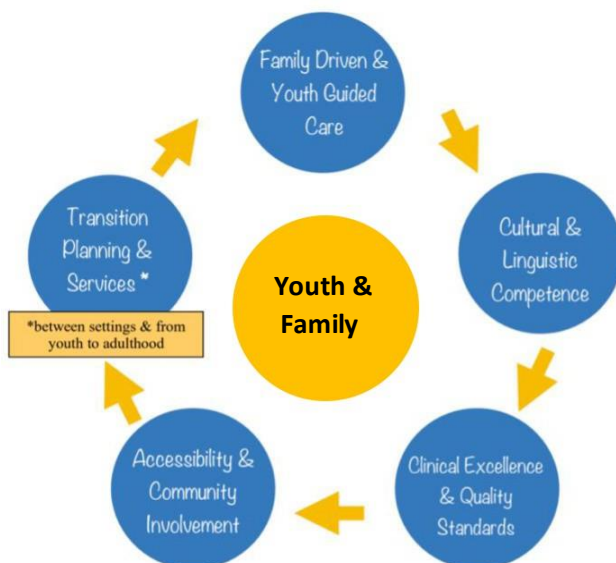 Family Driven &
Youth Guided
Care
Cultural &
Linguistic
Competence
Clinical Excellence
& Quality
Standards
Accessibility &
Community
Involvement
Transition
Planning &
Services *
*between settings & from
youth to adulthood
Youth &
Family